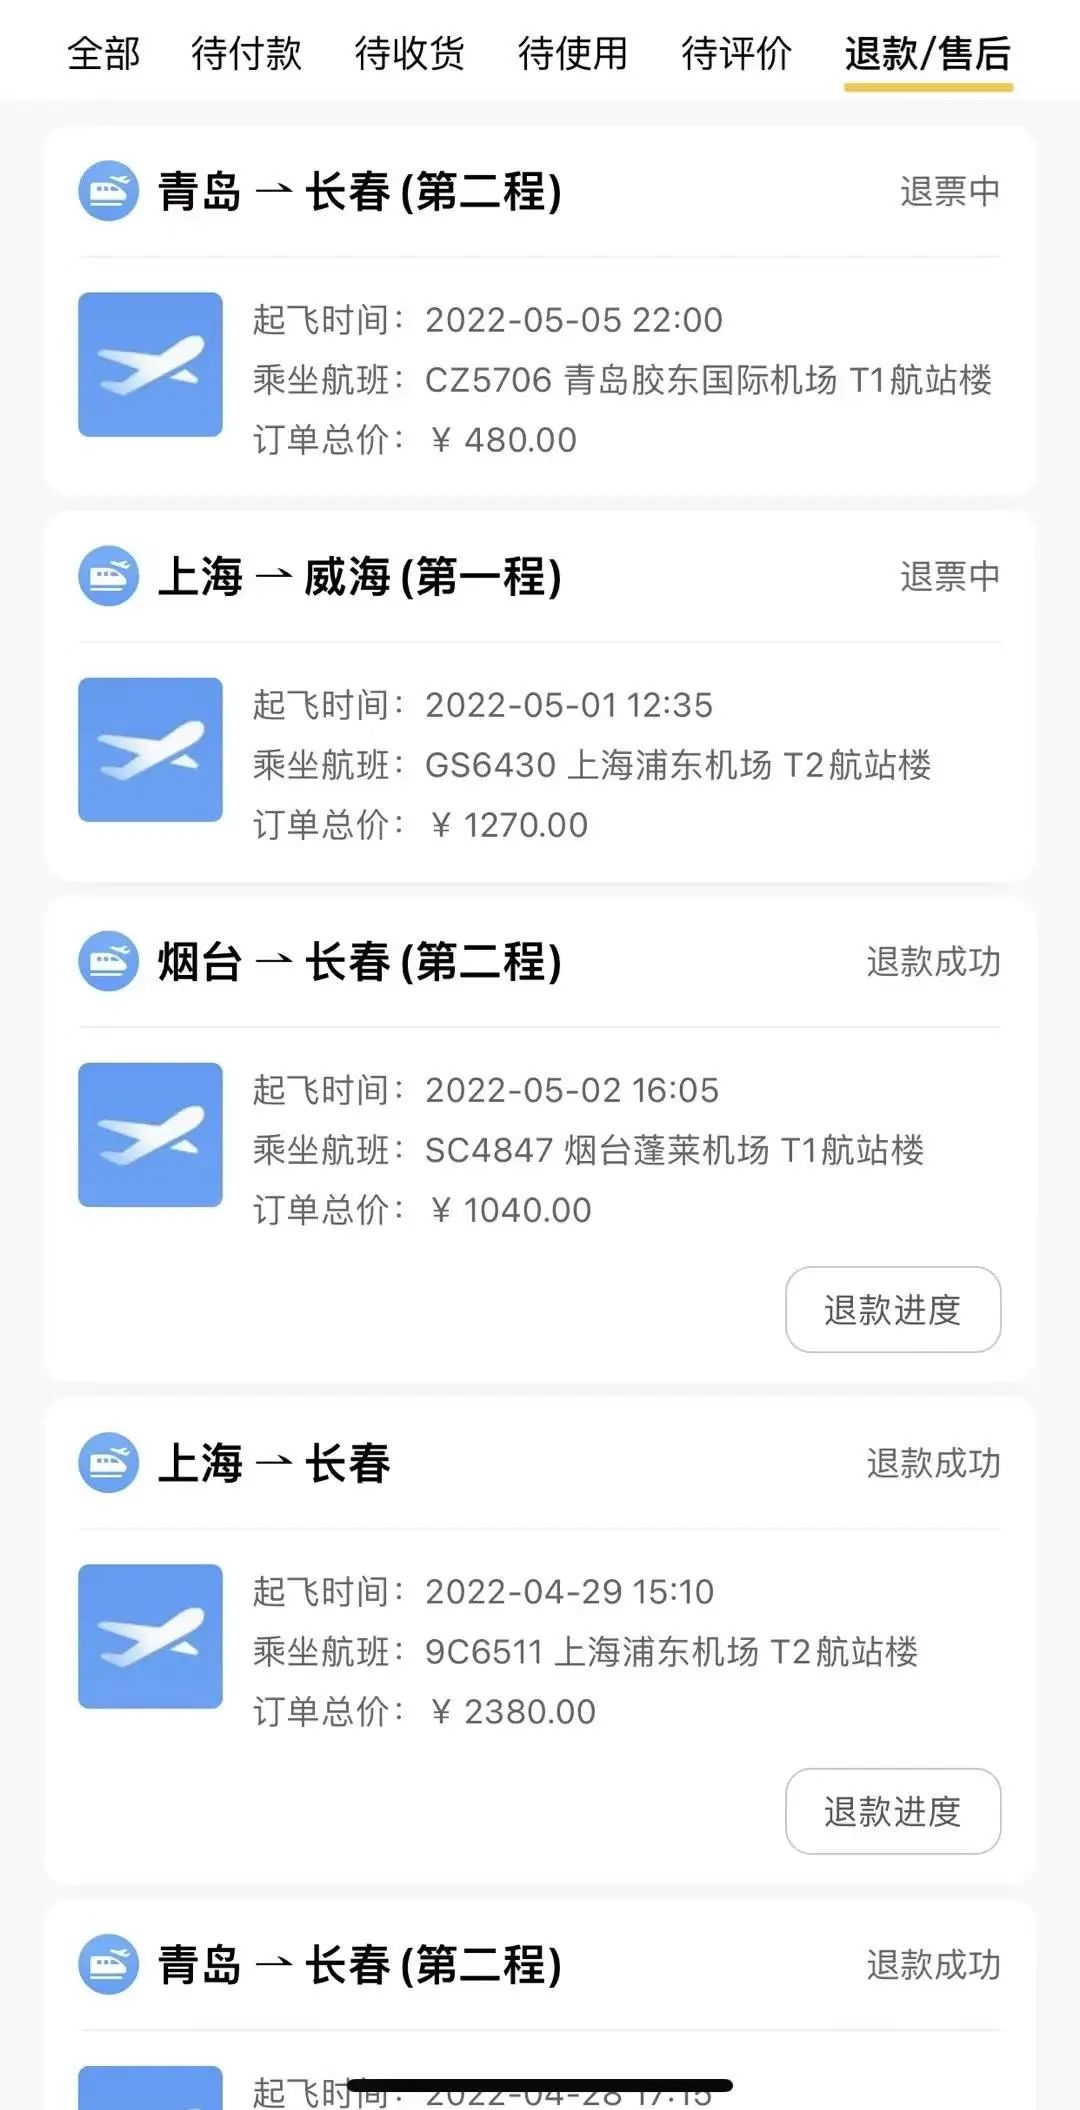 全部 待付款 待收货 待使用 待评价 退款/售后
青岛 → 长春 (第二程) 退票中
起飞时间： 2022-05-05 22:00
乘坐航班： CZ5706 青岛胶东国际机场 T1航站楼
订单总价： ¥ 480.00
上海 → 威海 (第一程) 退票中
起飞时间： 2022-05-01 12:35
乘坐航班： GS6430 上海浦东机场 T2航站楼
订单总价： ¥ 1270.00
烟台 → 长春 (第二程) 退款成功
起飞时间： 2022-05-02 16:05
乘坐航班： SC4847 烟台蓬莱机场 T1航站楼
订单总价： ¥ 1040.00
退款进度
上海 → 长春 退款成功
起飞时间： 2022-04-29 15:10
乘坐航班： 9C6511 上海浦东机场 T2航站楼
订单总价： ¥ 2380.00
退款进度
青岛 → 长春 (第二程) 退款成功
起飞时间： 2022-04-28 17:15